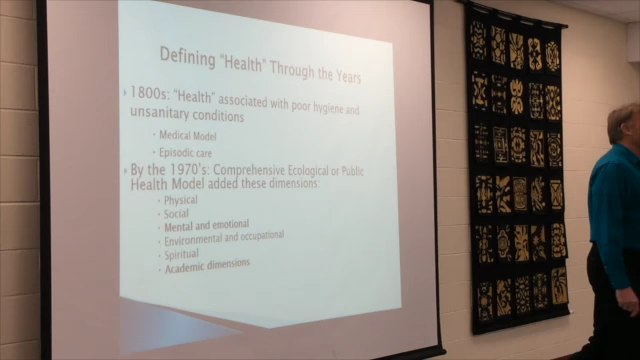 Defining "Health" Through the Years
1800s: "Health" associated with poor hygiene and
unsanitary conditions
Medical Model
Episodic care
By the 1970's: Comprehensive Ecological or Public
Health Model added these dimensions:
Physical
Social
Mental and emotional
Environmental and occupational
Spiritual
Academic dimensions